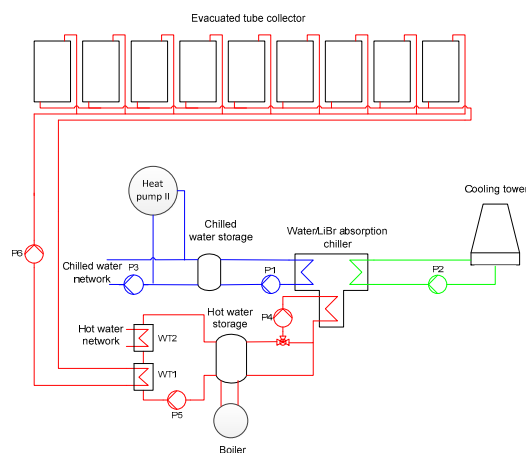 Evacuated tube collector
Heat
pump II
Cooling tower
Chilled
water storage
Water/LiBr absorption
chiller
P6
Chilled water
network
P3
P1
P2
Hot water
storage
P4
Hot water
network
WT2
WT1
P5
Boiler